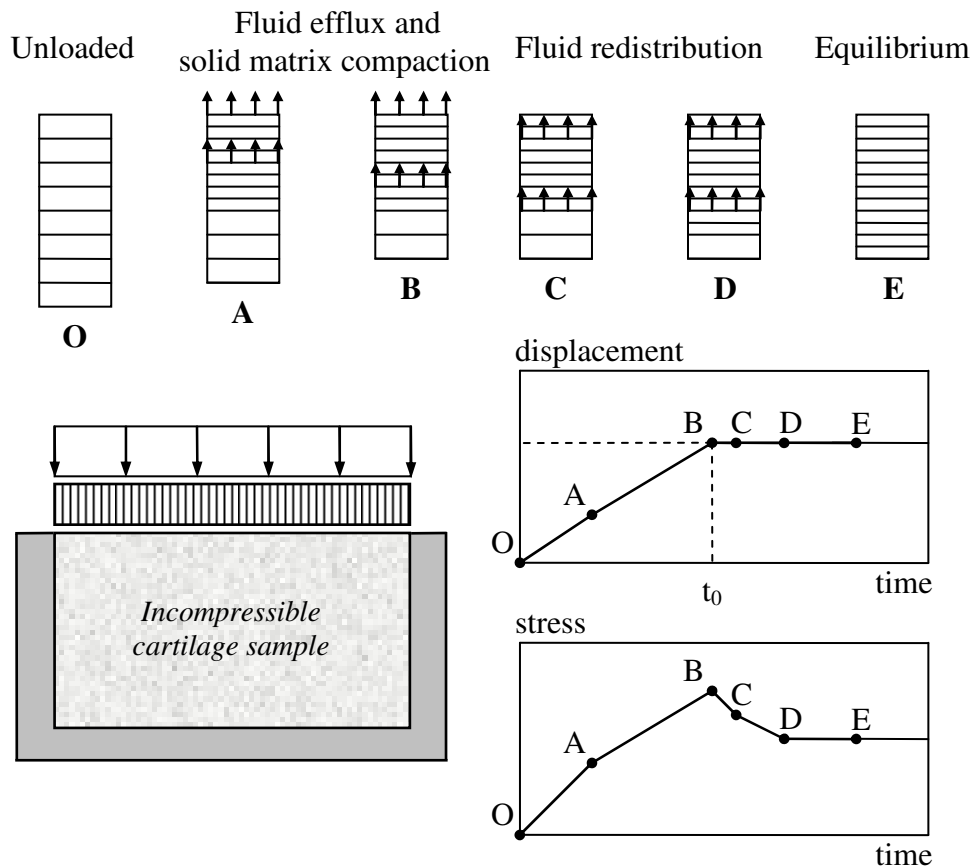 Unloaded
Fluid efflux and
solid matrix compaction
Fluid redistribution
Equilibrium
O
A
B
C
D
E
displacement
O
A
B
C
D
E
t0
time
Incompressible
cartilage sample
stress
O
A
B
C
D
E
time